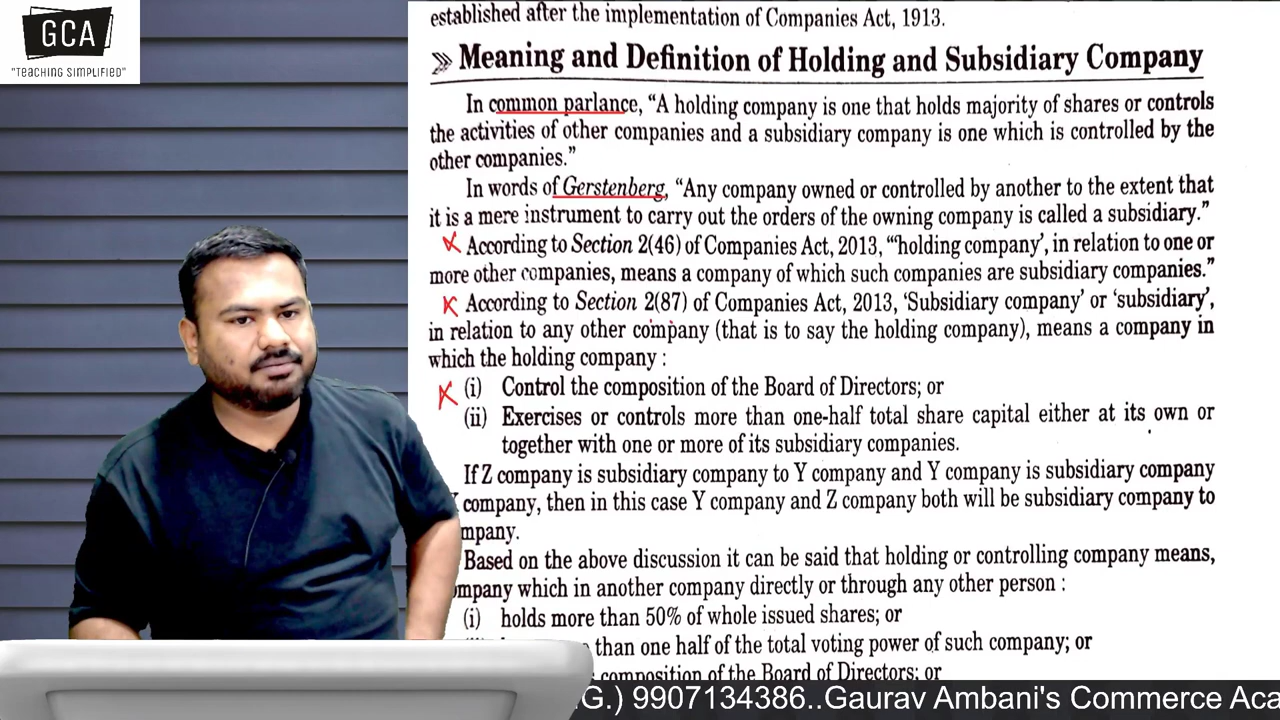 GCA
"TEACHING SIMPLIFIED"
established after the implementation of Companies Act, 1913.
Meaning and Definition of Holding and Subsidiary Company
In common parlance, “A holding company is one that holds majority of shares or controls
the activities of other companies and a subsidiary company is one which is controlled by the
other companies.”
In words of Gerstenberg, “Any company owned or controlled by another to the extent that
it is a mere instrument to carry out the orders of the owning company is called a subsidiary.”
According to Section 2(46) of Companies Act, 2013, “‘holding company’, in relation to one or
more other companies, means a company of which such companies are subsidiary companies.”
According to Section 2(87) of Companies Act, 2013, ‘Subsidiary company’ or ‘subsidiary’,
in relation to any other company (that is to say the holding company), means a company in
which the holding company :
(i) Control the composition of the Board of Directors; or
(ii) Exercises or controls more than one-half total share capital either at its own or
together with one or more of its subsidiary companies.
If Z company is subsidiary company to Y company and Y company is subsidiary company
company, then in this case Y company and Z company both will be subsidiary company to
mpany.
Based on the above discussion it can be said that holding or controlling company means,
ompany which in another company directly or through any other person :
(i) holds more than 50% of whole issued shares; or
than one half of the total voting power of such company; or
composition of the Board of Directors; or
G.) 9907134386..Gaurav Ambani's Commerce Aca